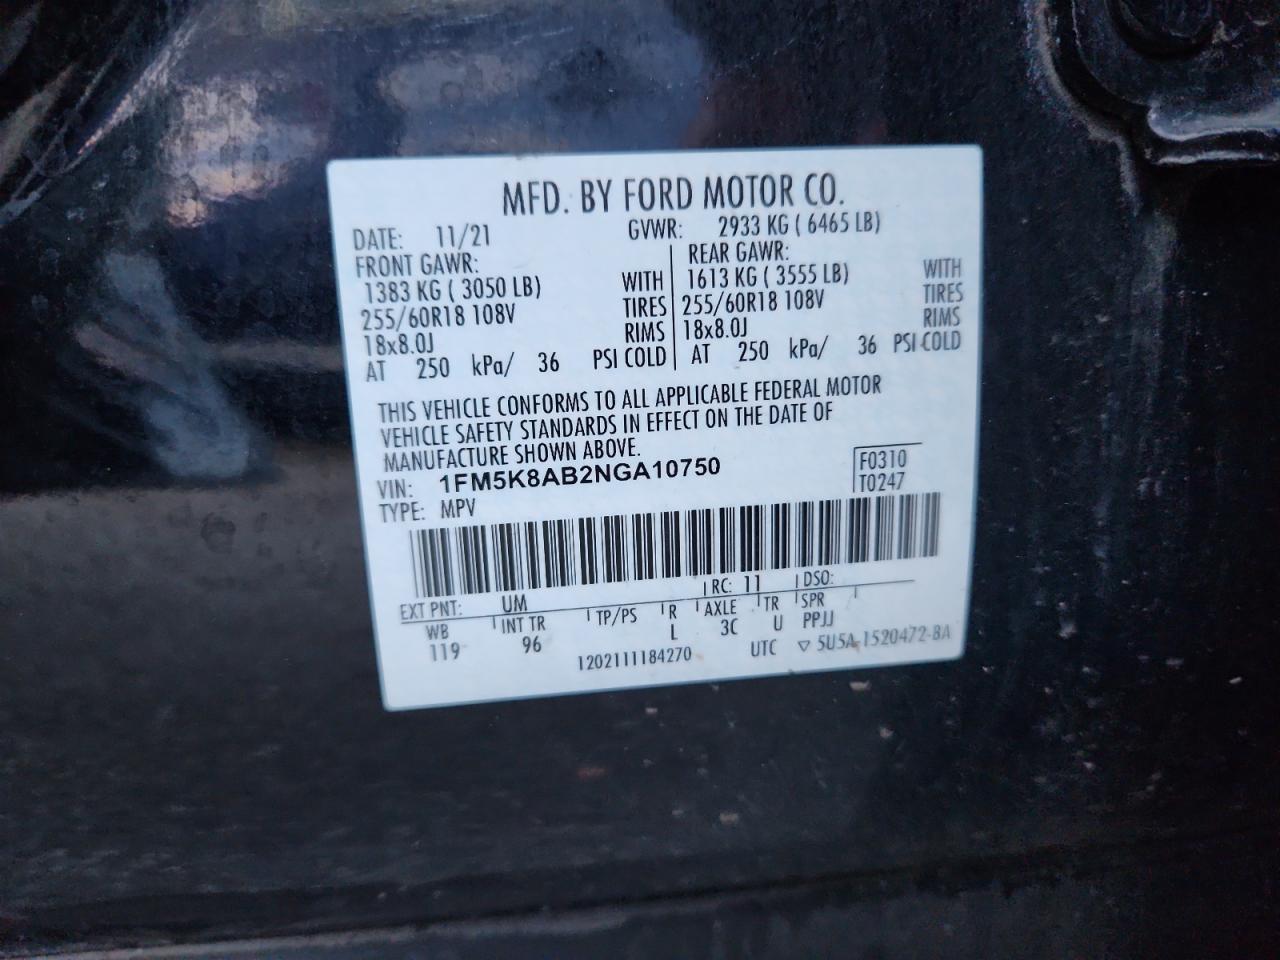 MFD. BY FORD MOTOR CO.
DATE: 11/21 GVWR: 2933 KG ( 6465 LB)
FRONT GAWR: REAR GAWR:
1383 KG ( 3050 LB) WITH 1613 KG ( 3555 LB) WITH
255/60R18 108V TIRES 255/60R18 108V TIRES
18x8.0J RIMS 18x8.0J RIMS
AT 250 kPa/ 36 PSI COLD AT 250 kPa/ 36 PSI COLD
THIS VEHICLE CONFORMS TO ALL APPLICABLE FEDERAL MOTOR
VEHICLE SAFETY STANDARDS IN EFFECT ON THE DATE OF
MANUFACTURE SHOWN ABOVE.
VIN: 1FM5K8AB2NGA10750 F0310
TYPE: MPV T0247
EXT PNT: UM RC: 11 DSO:
WB INT TR TP/PS R AXLE TR SPR
119 96 L 3C U PPJJ
1202111184270 UTC ▽ 5U5A-1520472-BA